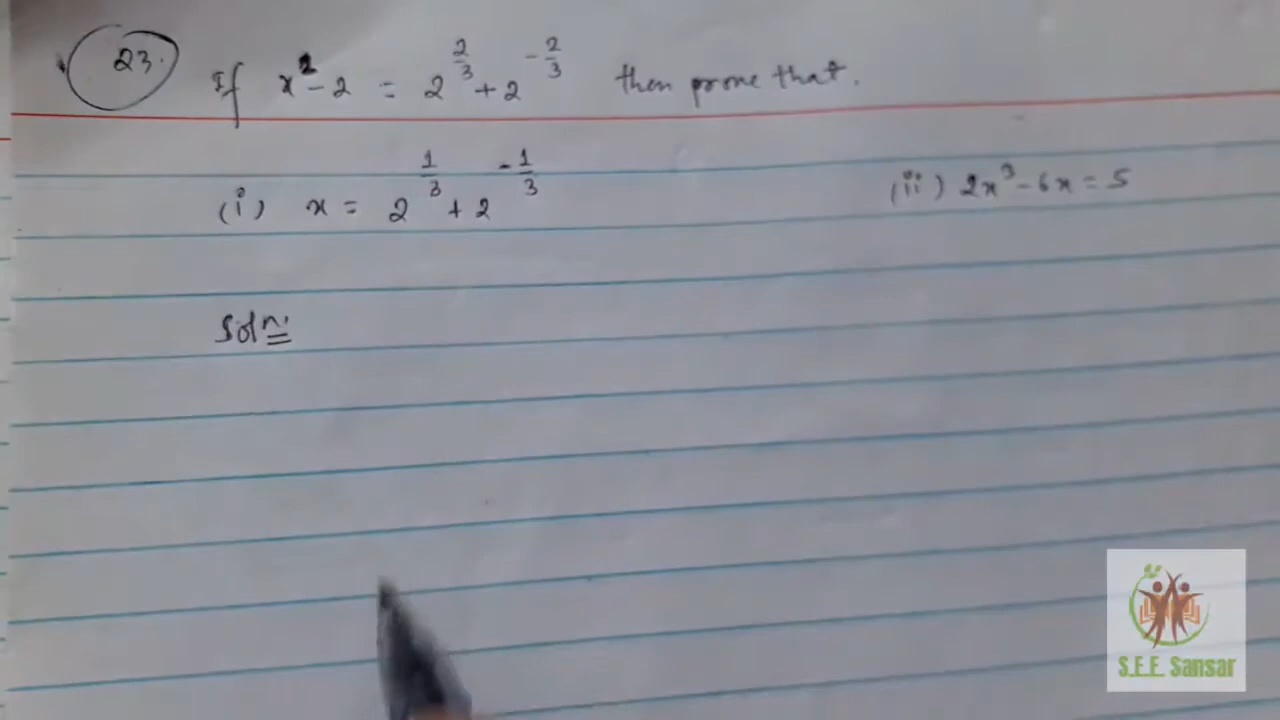 23.
If x² - 2 = 2^(2/3) + 2^(-2/3) then prove that.
(i) x = 2^(1/3) + 2^(-1/3) (ii) 2x³ - 6x = 5
Soln:
S.E.E. Sansar